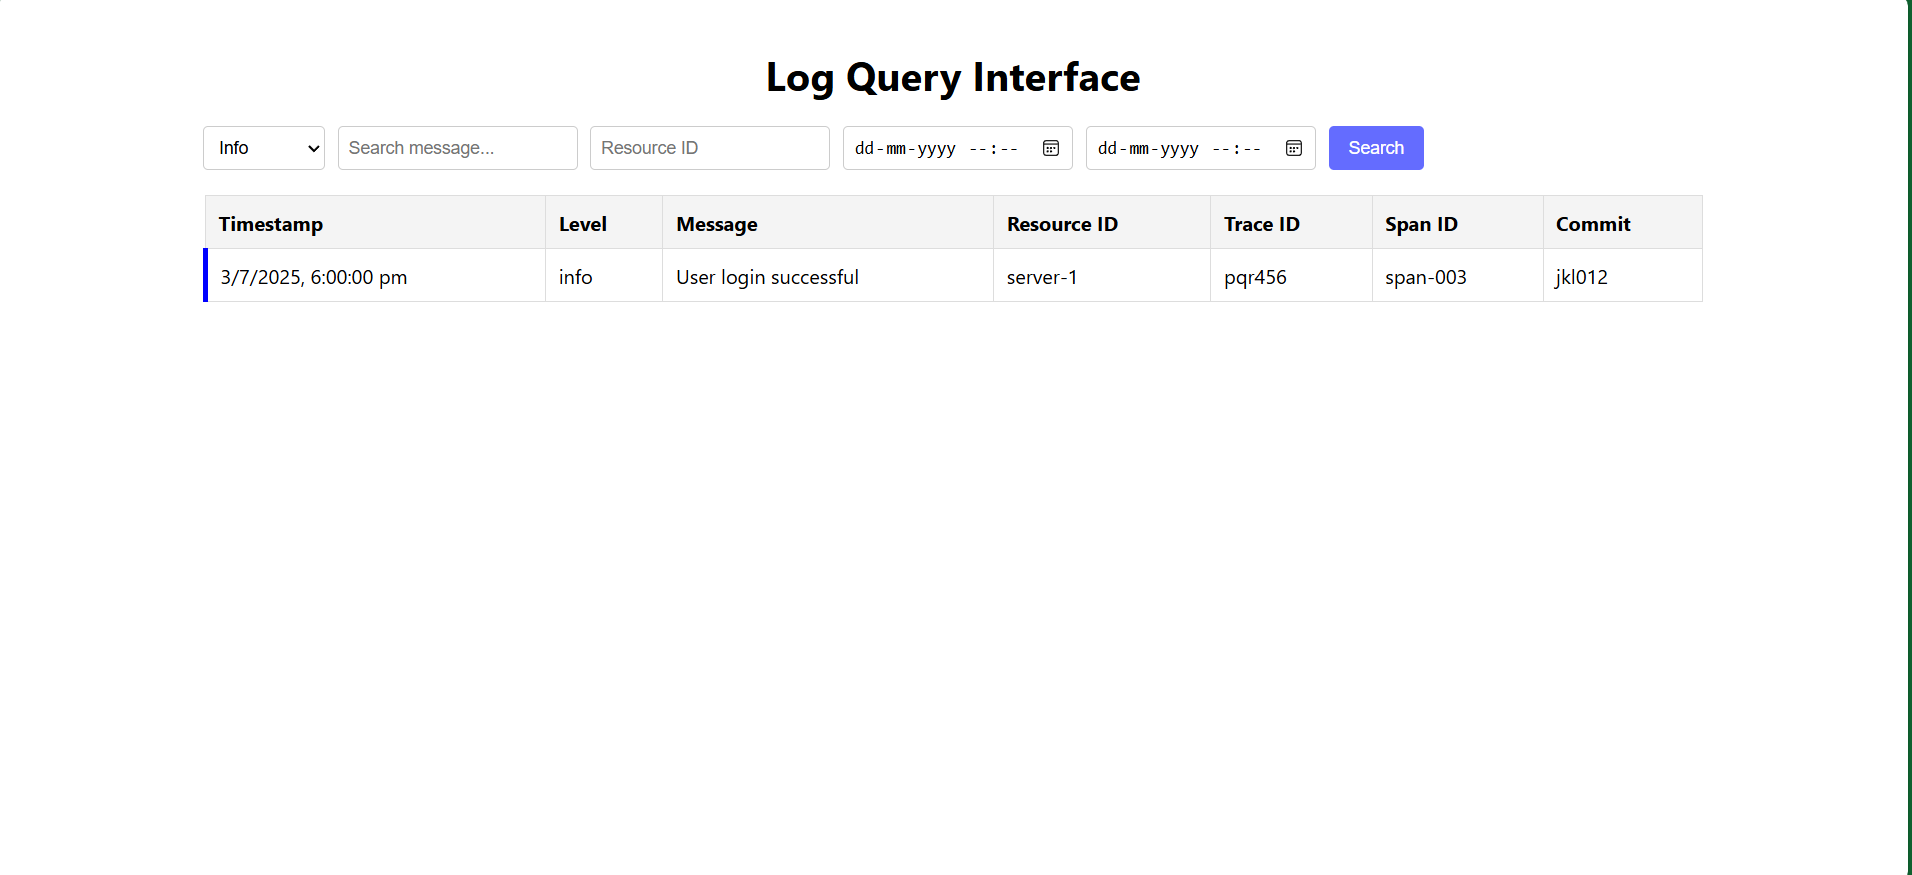 Log Query Interface
Info Search message... Resource ID dd-mm-yyyy --:-- dd-mm-yyyy --:-- Search
Timestamp Level Message Resource ID Trace ID Span ID Commit
3/7/2025, 6:00:00 pm info User login successful server-1 pqr456 span-003 jkl012